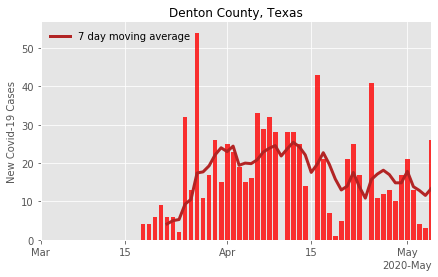 Denton County, Texas
7 day moving average
New Covid-19 Cases
50
40
30
20
10
0
Mar
15
Apr
15
May
2020-May